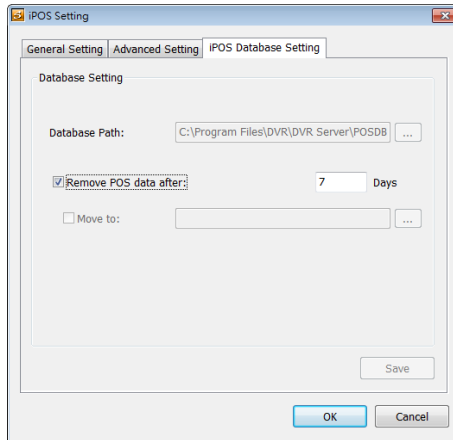 iPOS Setting
General Setting Advanced Setting iPOS Database Setting
Database Setting
Database Path: C:\Program Files\DVR\DVR Server\POSDB ...
Remove POS data after: 7 Days
Move to: ...
Save
OK Cancel